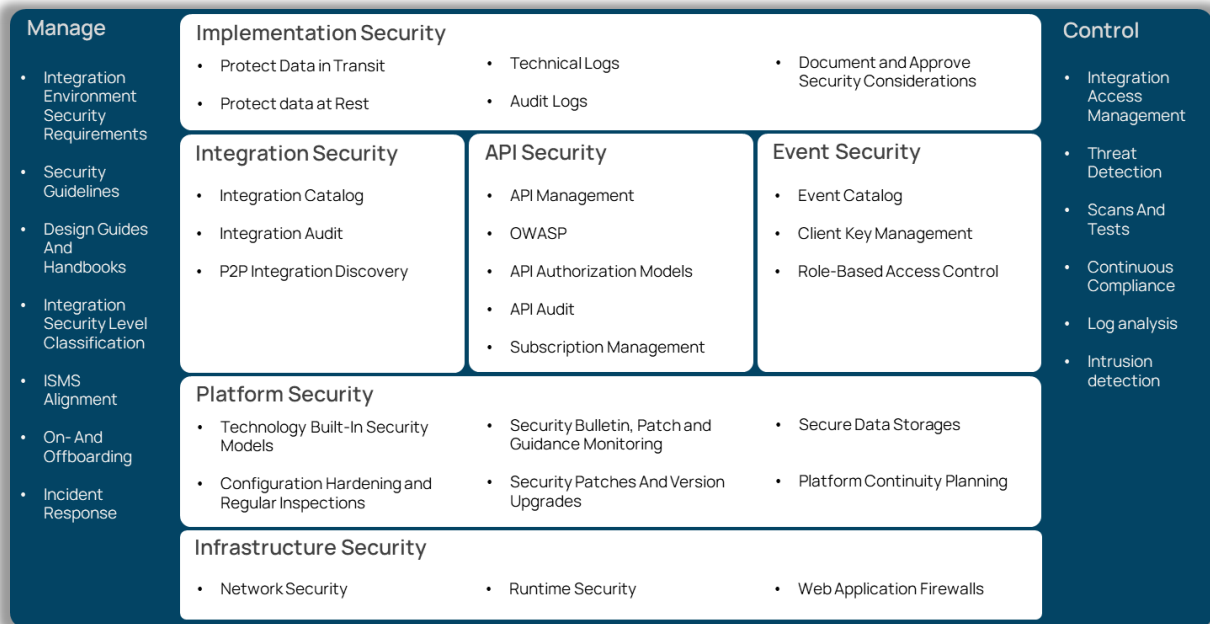 Manage
• Integration
Environment
Security
Requirements
• Security
Guidelines
• Design Guides
And
Handbooks
• Integration
Security Level
Classification
• ISMS
Alignment
• On- And
Offboarding
• Incident
Response
Implementation Security
• Protect Data in Transit
• Protect data at Rest
• Technical Logs
• Audit Logs
• Document and Approve
Security Considerations
Integration Security
• Integration Catalog
• Integration Audit
• P2P Integration Discovery
API Security
• API Management
• OWASP
• API Authorization Models
• API Audit
• Subscription Management
Event Security
• Event Catalog
• Client Key Management
• Role-Based Access Control
Platform Security
• Technology Built-In Security
Models
• Configuration Hardening and
Regular Inspections
• Security Bulletin, Patch and
Guidance Monitoring
• Security Patches And Version
Upgrades
• Secure Data Storages
• Platform Continuity Planning
Infrastructure Security
• Network Security
• Runtime Security
• Web Application Firewalls
Control
• Integration
Access
Management
• Threat
Detection
• Scans And
Tests
• Continuous
Compliance
• Log analysis
• Intrusion
detection